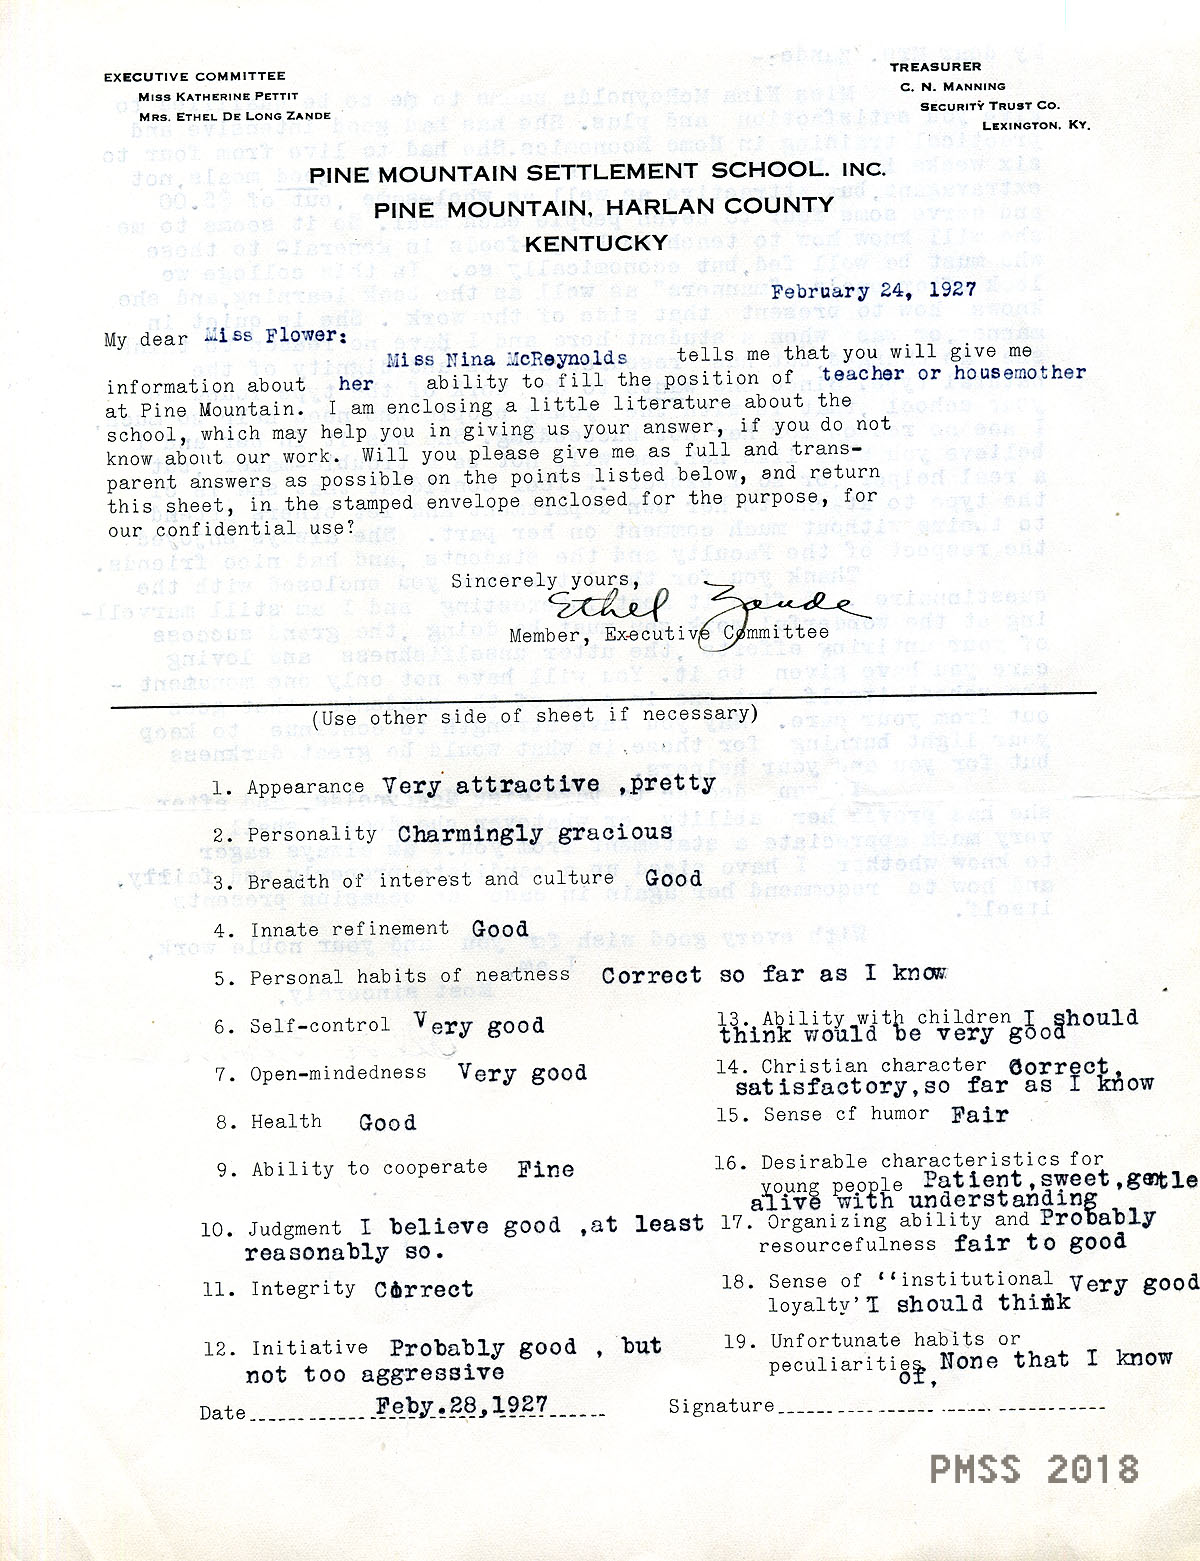 EXECUTIVE COMMITTEE
MISS KATHERINE PETTIT
MRS. ETHEL DE LONG ZANDE
TREASURER
C. N. MANNING
SECURITY TRUST CO.
LEXINGTON, KY.
PINE MOUNTAIN SETTLEMENT SCHOOL. INC.
PINE MOUNTAIN, HARLAN COUNTY
KENTUCKY
February 24, 1927
My dear Miss Flower:
Miss Nina McReynolds tells me that you will give me
information about her ability to fill the position of teacher or housemother
at Pine Mountain. I am enclosing a little literature about the
school, which may help you in giving us your answer, if you do not
know about our work. Will you please give me as full and trans-
parent answers as possible on the points listed below, and return
this sheet, in the stamped envelope enclosed for the purpose, for
our confidential use?
Sincerely yours,
Ethel Zande
Member, Executive Committee
(Use other side of sheet if necessary)
1. Appearance Very attractive ,pretty
2. Personality Charmingly gracious
3. Breadth of interest and culture Good
4. Innate refinement Good
5. Personal habits of neatness Correct so far as I know
6. Self-control Very good
7. Open-mindedness Very good
8. Health Good
9. Ability to cooperate Fine
10. Judgment I believe good ,at least
reasonably so.
11. Integrity Correct
12. Initiative Probably good , but
not too aggressive
Date Feby.28,1927
13. Ability with children I should
think would be very good
14. Christian character Correct,
satisfactory,so far as I know
15. Sense of humor Fair
16. Desirable characteristics for
young people Patient,sweet,gentle
alive with understanding
17. Organizing ability and Probably
resourcefulness fair to good
18. Sense of ‘‘institutional Very good
loyalty’ I should think
19. Unfortunate habits or
peculiarities None that I know
of,
Signature
PMSS 2018